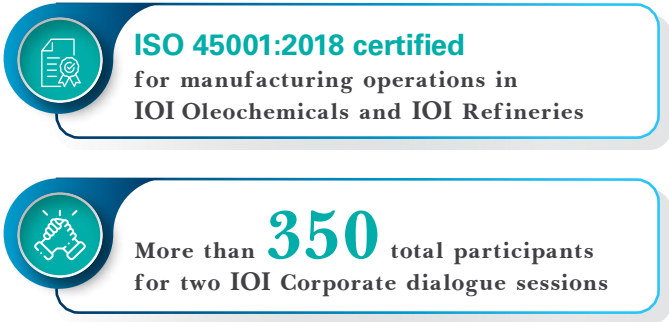 ISO 45001:2018 certified
for manufacturing operations in
IOI Oleochemicals and IOI Refineries
More than 350 total participants
for two IOI Corporate dialogue sessions